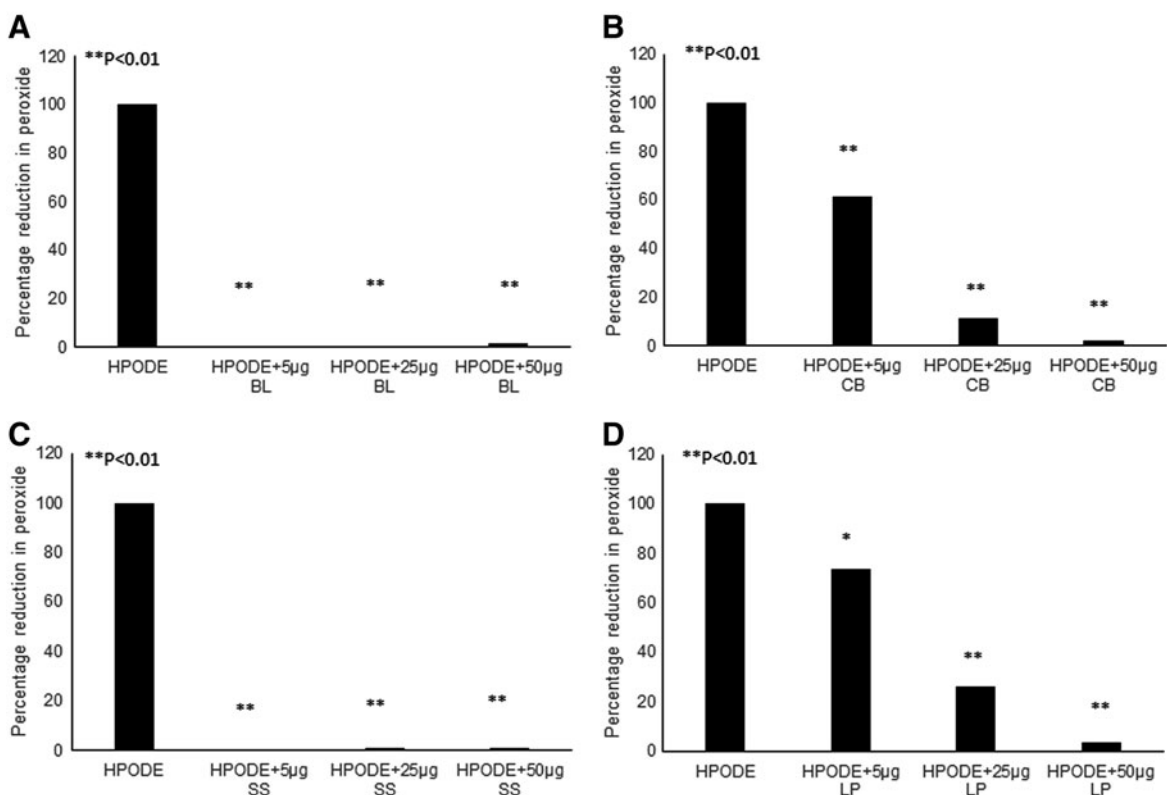 A
Percentage reduction in peroxide
**P<0.01
120
100
80
60
40
20
0
**
**
**
HPODE
HPODE+5µg
BL
HPODE+25µg
BL
HPODE+50µg
BL
B
Percentage reduction in peroxide
**P<0.01
120
100
80
60
40
20
0
**
**
**
HPODE
HPODE+5µg
CB
HPODE+25µg
CB
HPODE+50µg
CB
C
Percentage reduction in peroxide
**P<0.01
120
100
80
60
40
20
0
**
**
**
HPODE
HPODE+5µg
SS
HPODE+25µg
SS
HPODE+50µg
SS
D
Percentage reduction in peroxide
**P<0.01
120
100
80
60
40
20
0
*
**
**
HPODE
HPODE+5µg
LP
HPODE+25µg
LP
HPODE+50µg
LP